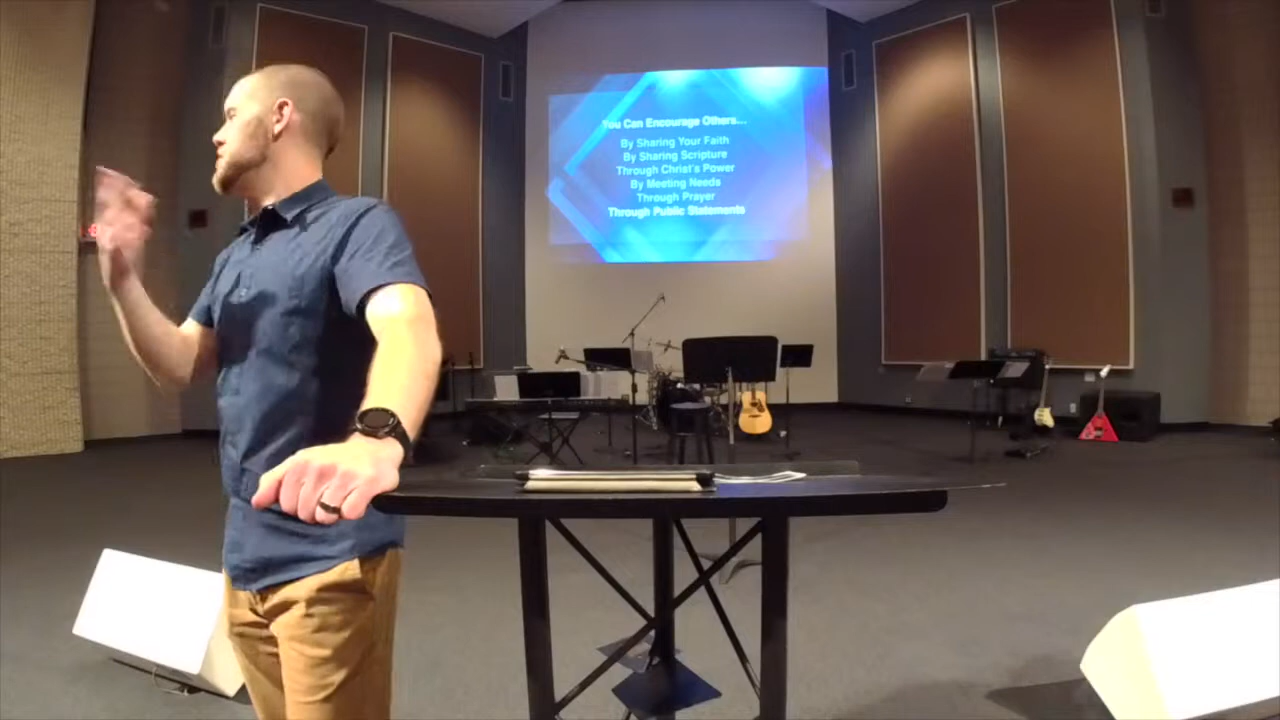 You Can Encourage Others...
By Sharing Your Faith
By Sharing Scripture
Through Christ's Power
By Meeting Needs
Through Prayer
Through Public Statements